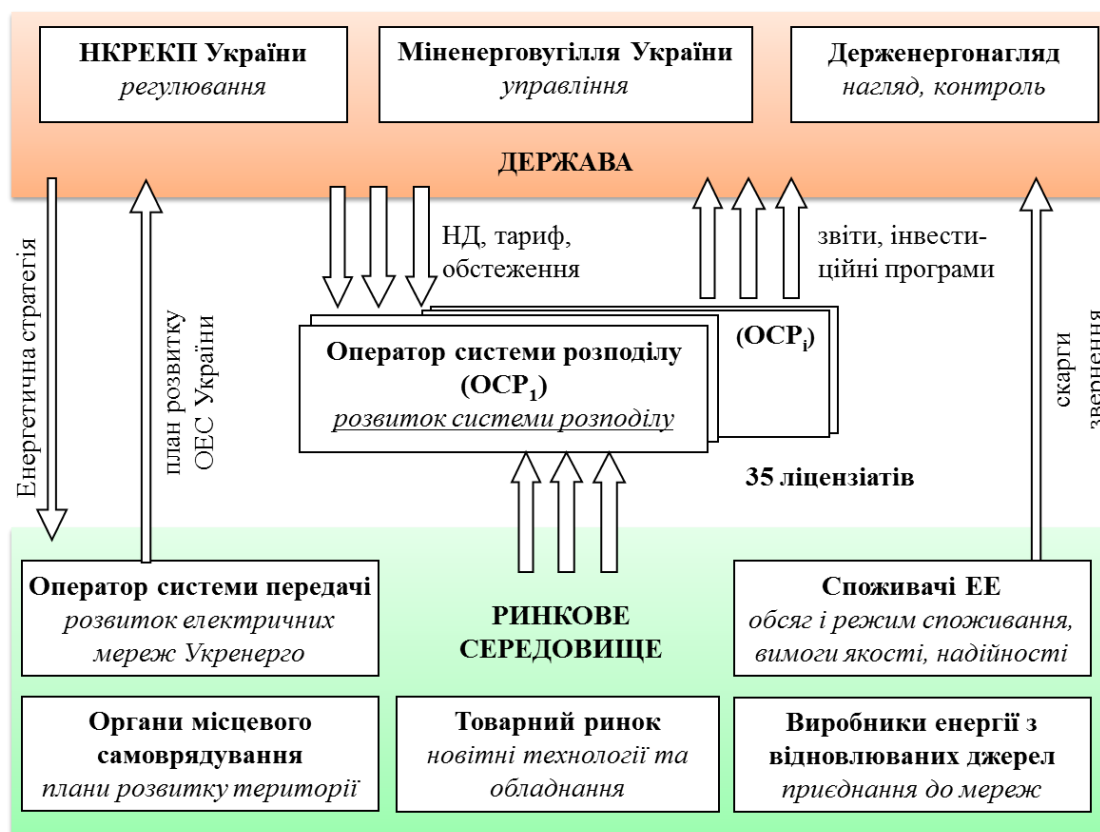 НКРЕКП України
регулювання
Міненерговугілля України
управління
Держенергонагляд
нагляд, контроль
ДЕРЖАВА
Енергетична стратегія
план розвитку
ОЕС України
НД, тариф,
обстеження
звіти, інвести-
ційні програми
скарги
звернення
Оператор системи розподілу
(ОСР1)
розвиток системи розподілу
(ОСРі)
35 ліцензіатів
Оператор системи передачі
розвиток електричних
мереж Укренерго
РИНКОВЕ
СЕРЕДОВИЩЕ
Споживачі ЕЕ
обсяг і режим споживання,
вимоги якості, надійності
Органи місцевого
самоврядування
плани розвитку території
Товарний ринок
новітні технології та
обладнання
Виробники енергії з
відновлюваних джерел
приєднання до мереж